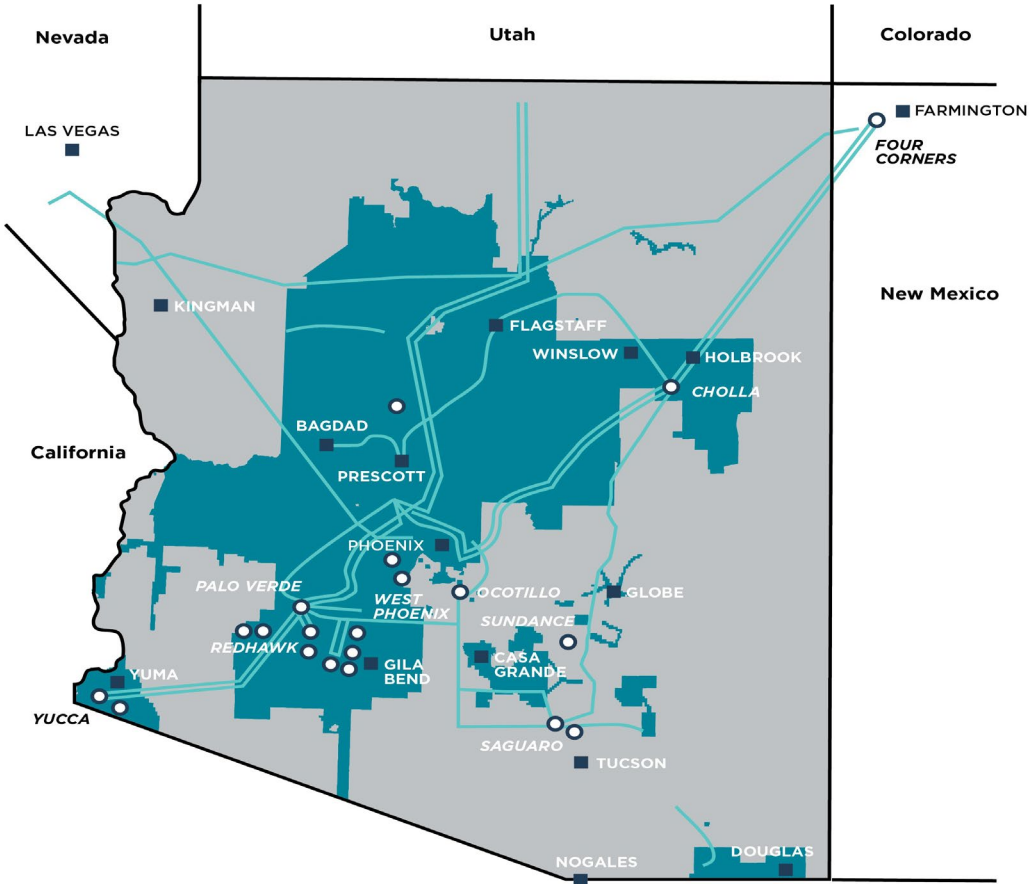 Nevada
Utah
Colorado
LAS VEGAS
FARMINGTON
FOUR
CORNERS
New Mexico
KINGMAN
FLAGSTAFF
WINSLOW
HOLBROOK
CHOLLA
BAGDAD
California
PRESCOTT
PHOENIX
PALO VERDE
WEST
PHOENIX
OCOTILLO
GLOBE
SUNDANCE
REDHAWK
GILA
BEND
CASA
GRANDE
YUMA
YUCCA
SAGUARO
TUCSON
DOUGLAS
NOGALES